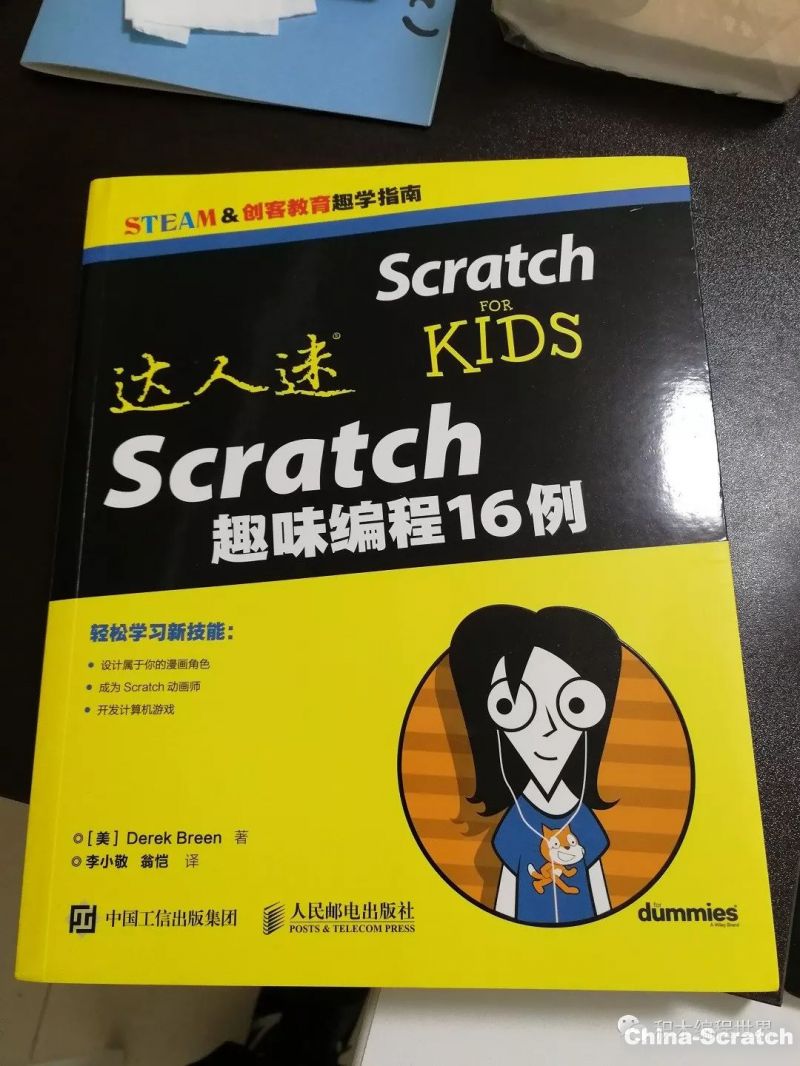 STEAM&创客教育趣学指南
Scratch
FOR
KIDS
达人迷®
Scratch
趣味编程16例
轻松学习新技能：
• 设计属于你的漫画角色
• 成为 Scratch 动画师
• 开发计算机游戏
[美] Derek Breen 著
李小敬 翁恺 译
中国工信出版集团
人民邮电出版社
POSTS & TELECOM PRESS
for
dummies
A Wiley Brand
China-Scratch